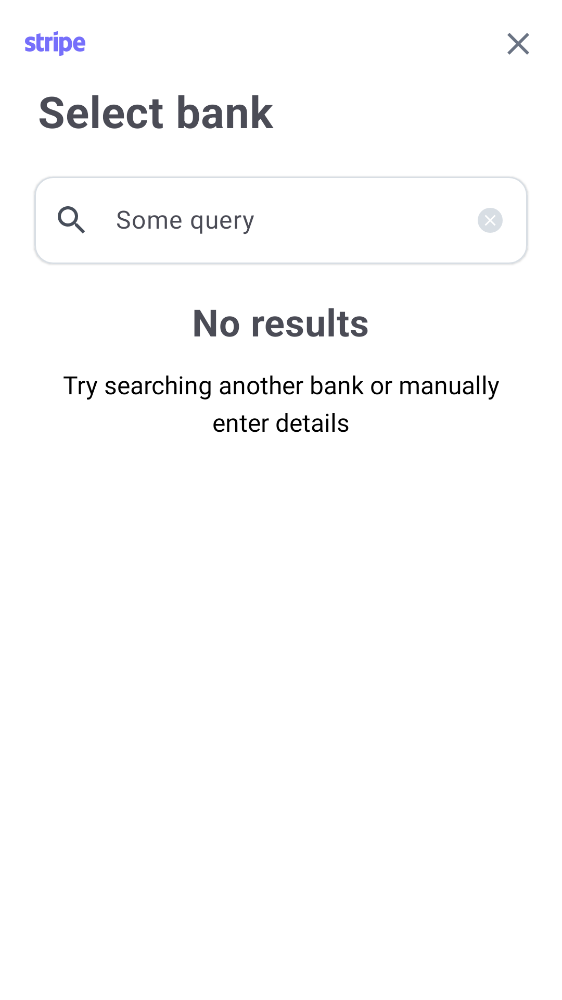 stripe
Select bank
Some query
No results
Try searching another bank or manually
enter details